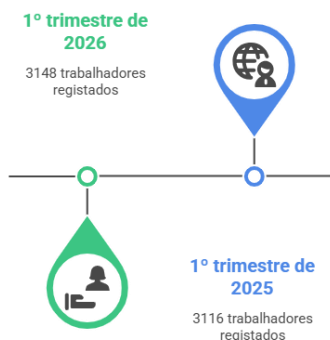 1º trimestre de
2026
3148 trabalhadores
registados
1º trimestre de
2025
3116 trabalhadores
registados